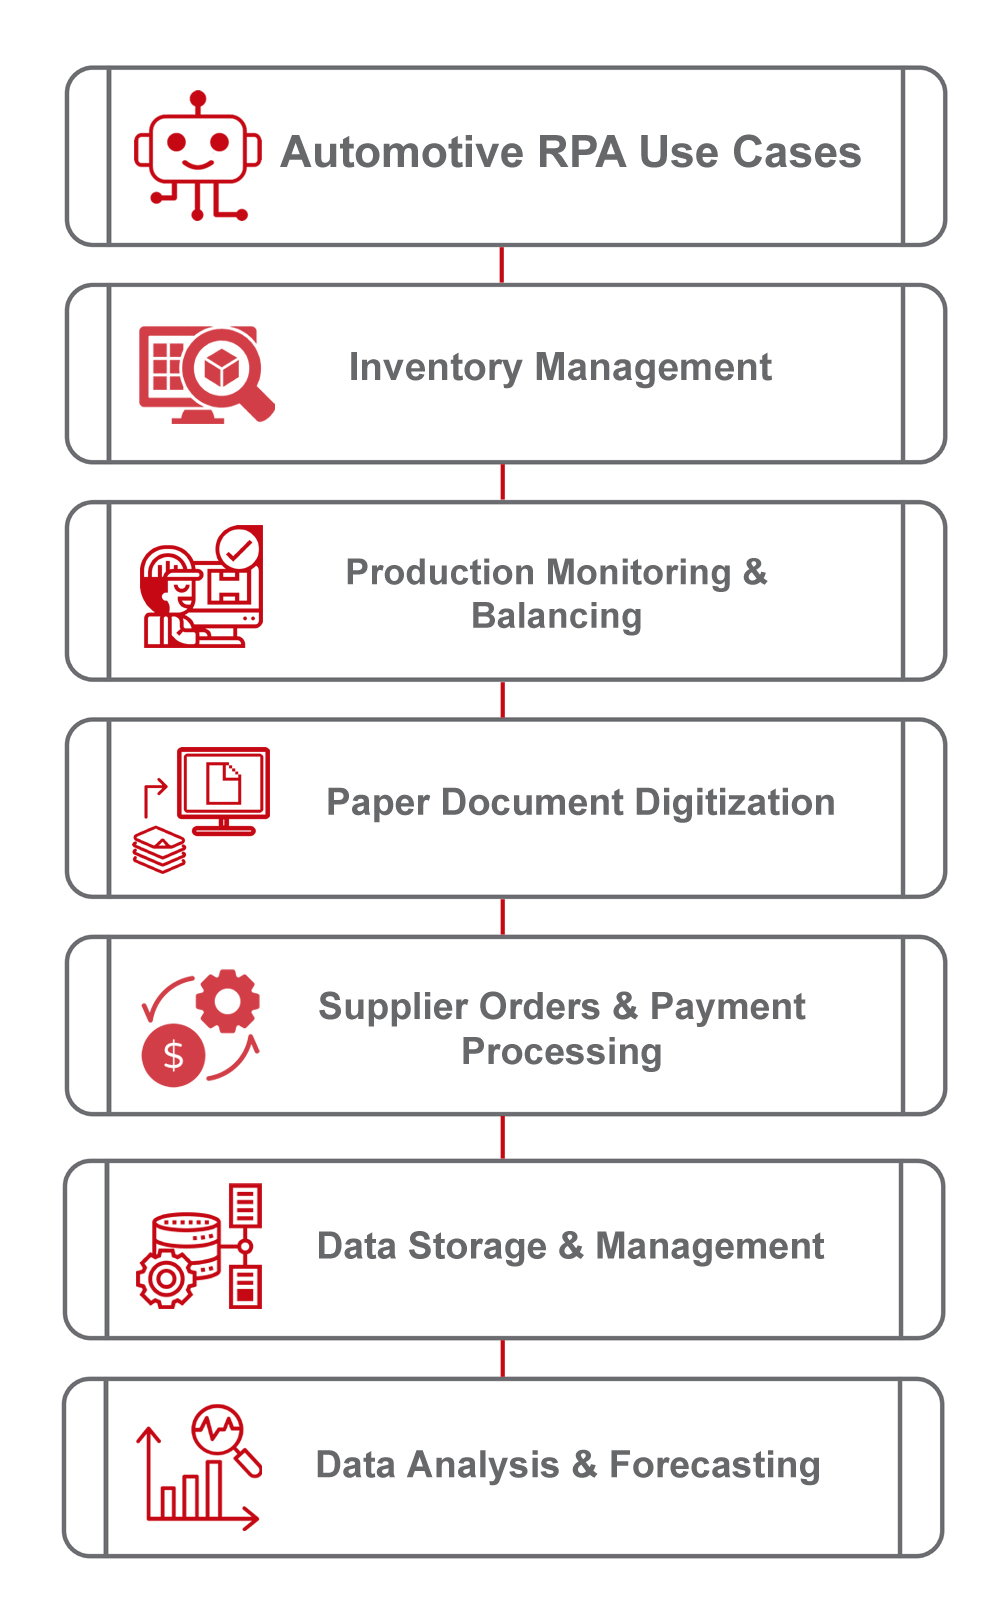 Automotive RPA Use Cases
Inventory Management
Production Monitoring &
Balancing
Paper Document Digitization
Supplier Orders & Payment
Processing
$
Data Storage & Management
Data Analysis & Forecasting